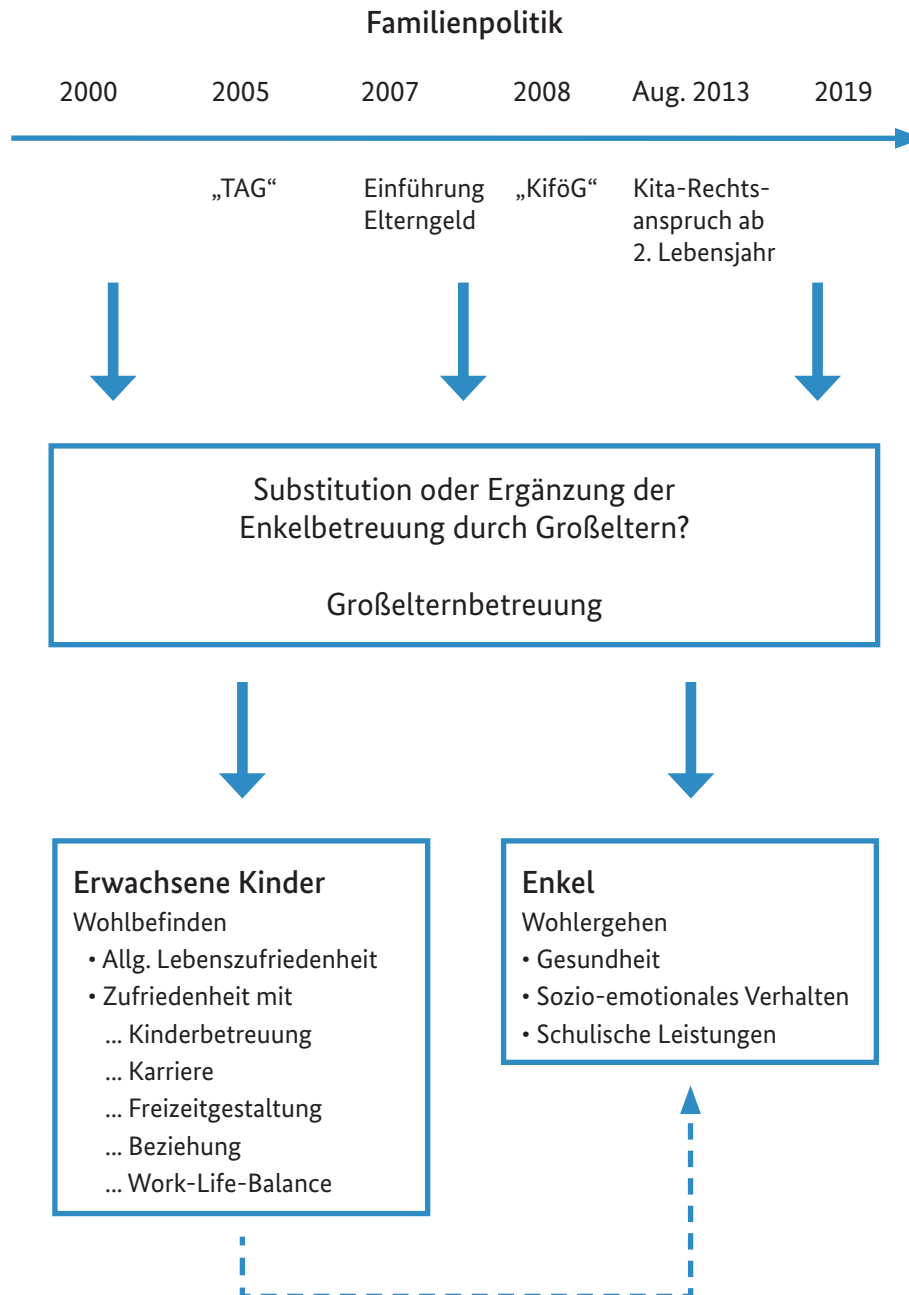 Familienpolitik
2000 2005 2007 2008 Aug. 2013 2019
„TAG“ Einführung „KiföG“ Kita-Rechts-
Elterngeld anspruch ab
2. Lebensjahr
Substitution oder Ergänzung der
Enkelbetreuung durch Großeltern?
Großelternbetreuung
Erwachsene Kinder
Wohlbefinden
• Allg. Lebenszufriedenheit
• Zufriedenheit mit
... Kinderbetreuung
... Karriere
... Freizeitgestaltung
... Beziehung
... Work-Life-Balance
Enkel
Wohlergehen
• Gesundheit
• Sozio-emotionales Verhalten
• Schulische Leistungen